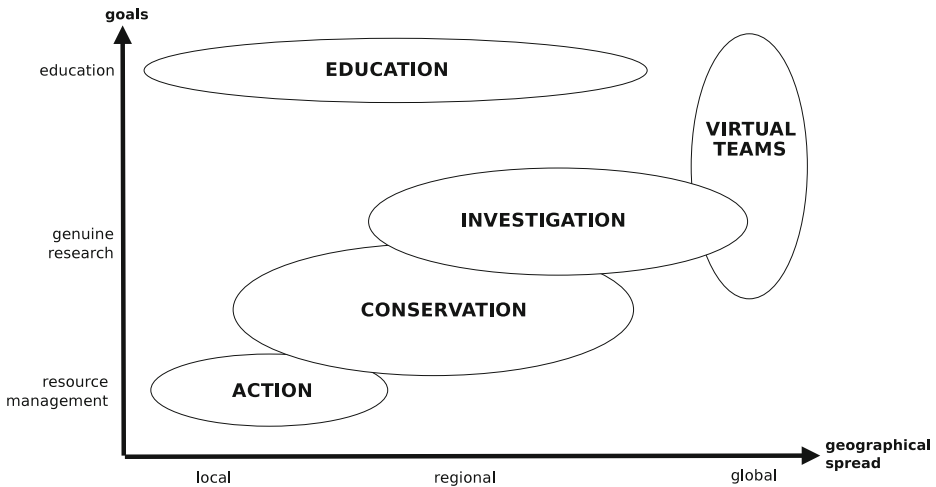 goals
education
EDUCATION
VIRTUAL
TEAMS
INVESTIGATION
genuine
research
CONSERVATION
ACTION
resource
management
geographical
spread
local
regional
global